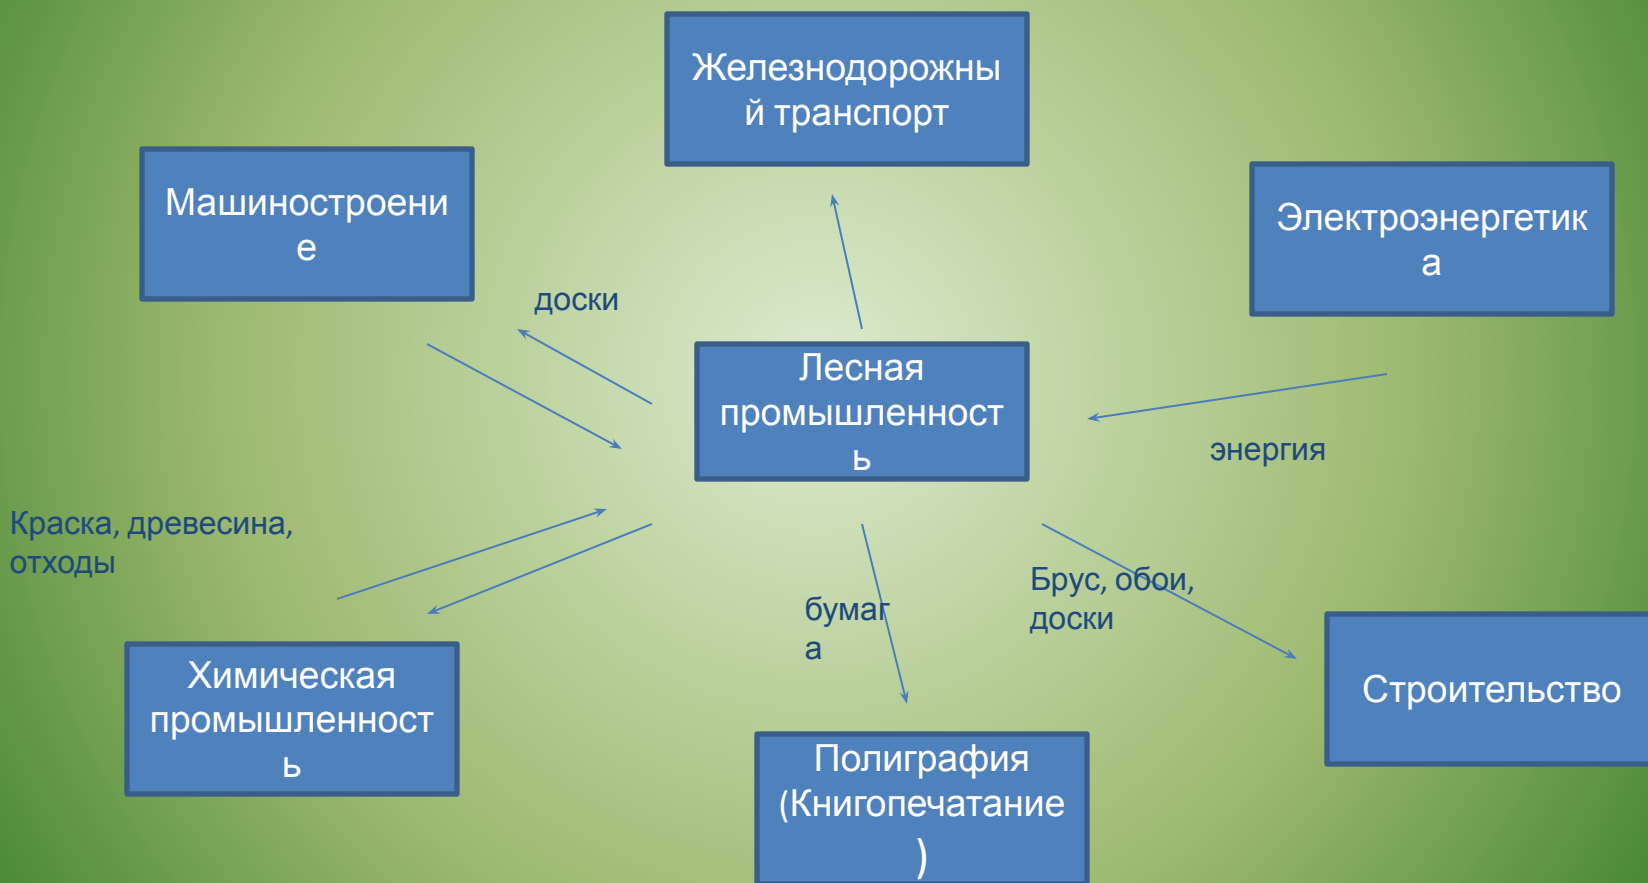 Железнодорожны
й транспорт
Машиностроени
е
Электроэнергетик
а
доски
Лесная
промышленност
ь
энергия
Краска, древесина,
отходы
Брус, обои,
доски
бумаг
а
Химическая
промышленност
ь
Строительство
Полиграфия
(Книгопечатание
)